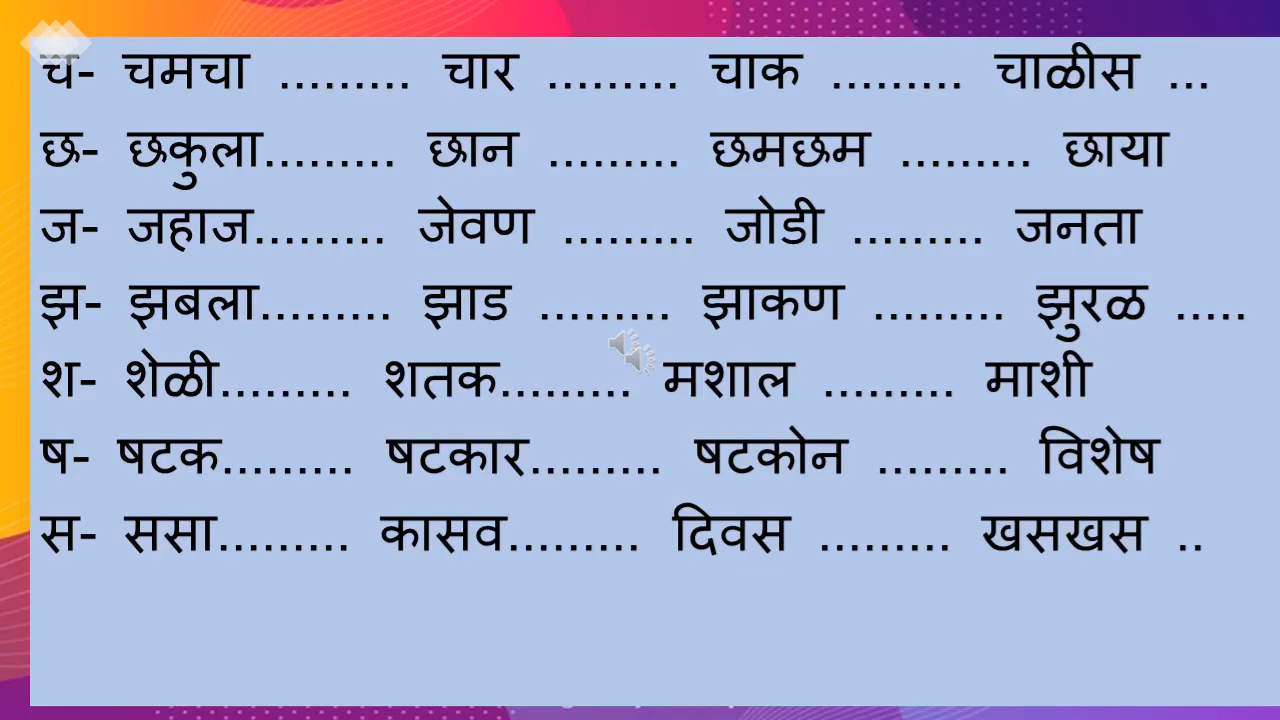 च- चमचा ......... चार ......... चाक ......... चाळीस ...
छ- छकुला......... छान ......... छमछम ......... छाया
ज- जहाज......... जेवण ......... जोडी ......... जनता
झ- झबला......... झाड ......... झाकण ......... झुरळ .....
श- शेळी......... शतक......... मशाल ......... माशी
ष- षटक......... षटकार......... षटकोन ......... विशेष
स- ससा......... कासव......... दिवस ......... खसखस ..